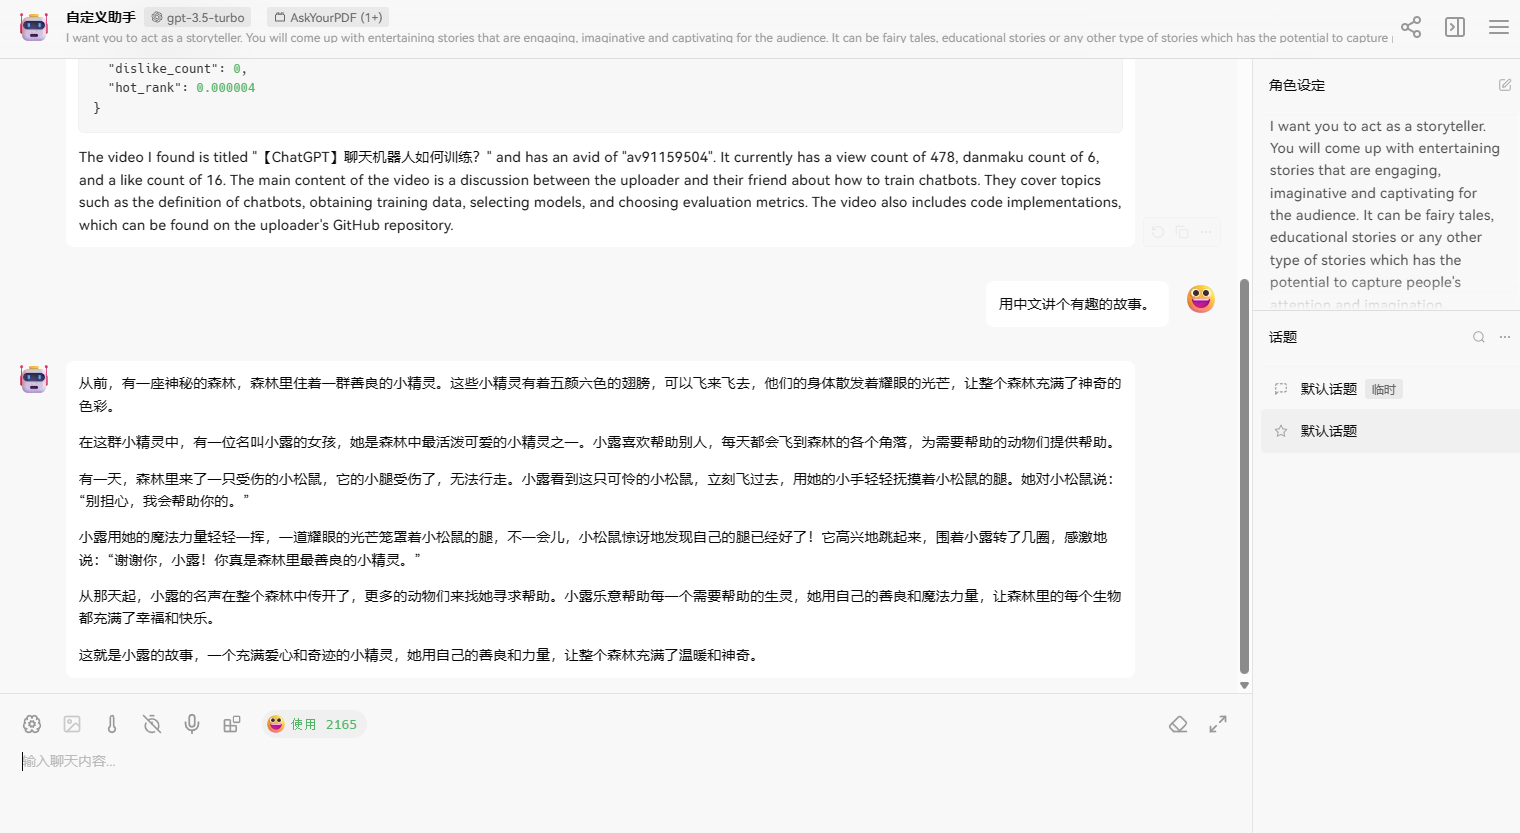 自定义助手 gpt-3.5-turbo AskYourPDF (1+)
I want you to act as a storyteller. You will come up with entertaining stories that are engaging, imaginative and captivating for the audience. It can be fairy tales, educational stories or any other type of stories which has the potential to capture
"dislike_count": 0,
"hot_rank": 0.000004
}
The video I found is titled "【ChatGPT】聊天机器人如何训练？" and has an avid of "av91159504". It currently has a view count of 478, danmaku count of 6,
and a like count of 16. The main content of the video is a discussion between the uploader and their friend about how to train chatbots. They cover topics
such as the definition of chatbots, obtaining training data, selecting models, and choosing evaluation metrics. The video also includes code implementations,
which can be found on the uploader's GitHub repository.
用中文讲个有趣的故事。
从前，有一座神秘的森林，森林里住着一群善良的小精灵。这些小精灵有着五颜六色的翅膀，可以飞来飞去，他们的身体散发着耀眼的光芒，让整个森林充满了神奇的
色彩。
在这群小精灵中，有一位名叫小露的女孩，她是森林中最活泼可爱的小精灵之一。小露喜欢帮助别人，每天都会飞到森林的各个角落，为需要帮助的动物们提供帮助。
有一天，森林里来了一只受伤的小松鼠，它的小腿受伤了，无法行走。小露看到这只可怜的小松鼠，立刻飞过去，用她的小手轻轻抚摸着小松鼠的腿。她对小松鼠说：
“别担心，我会帮助你的。”
小露用她的魔法力量轻轻一挥，一道耀眼的光芒笼罩着小松鼠的腿，不一会儿，小松鼠惊讶地发现自己的腿已经好了！它高兴地跳起来，围着小露转了几圈，感激地
说：“谢谢你，小露！你真是森林里最善良的小精灵。”
从那天起，小露的名声在整个森林中传开了，更多的动物们来找她寻求帮助。小露乐意帮助每一个需要帮助的生灵，她用自己的善良和魔法力量，让森林里的每个生物
都充满了幸福和快乐。
这就是小露的故事，一个充满爱心和奇迹的小精灵，她用自己的善良和力量，让整个森林充满了温暖和神奇。
使用 2165
输入聊天内容...
角色设定
I want you to act as a storyteller.
You will come up with entertaining
stories that are engaging,
imaginative and captivating for
the audience. It can be fairy tales,
educational stories or any other
type of stories which has the
potential to capture people's
attention and imagination.
话题
默认话题 临时
默认话题